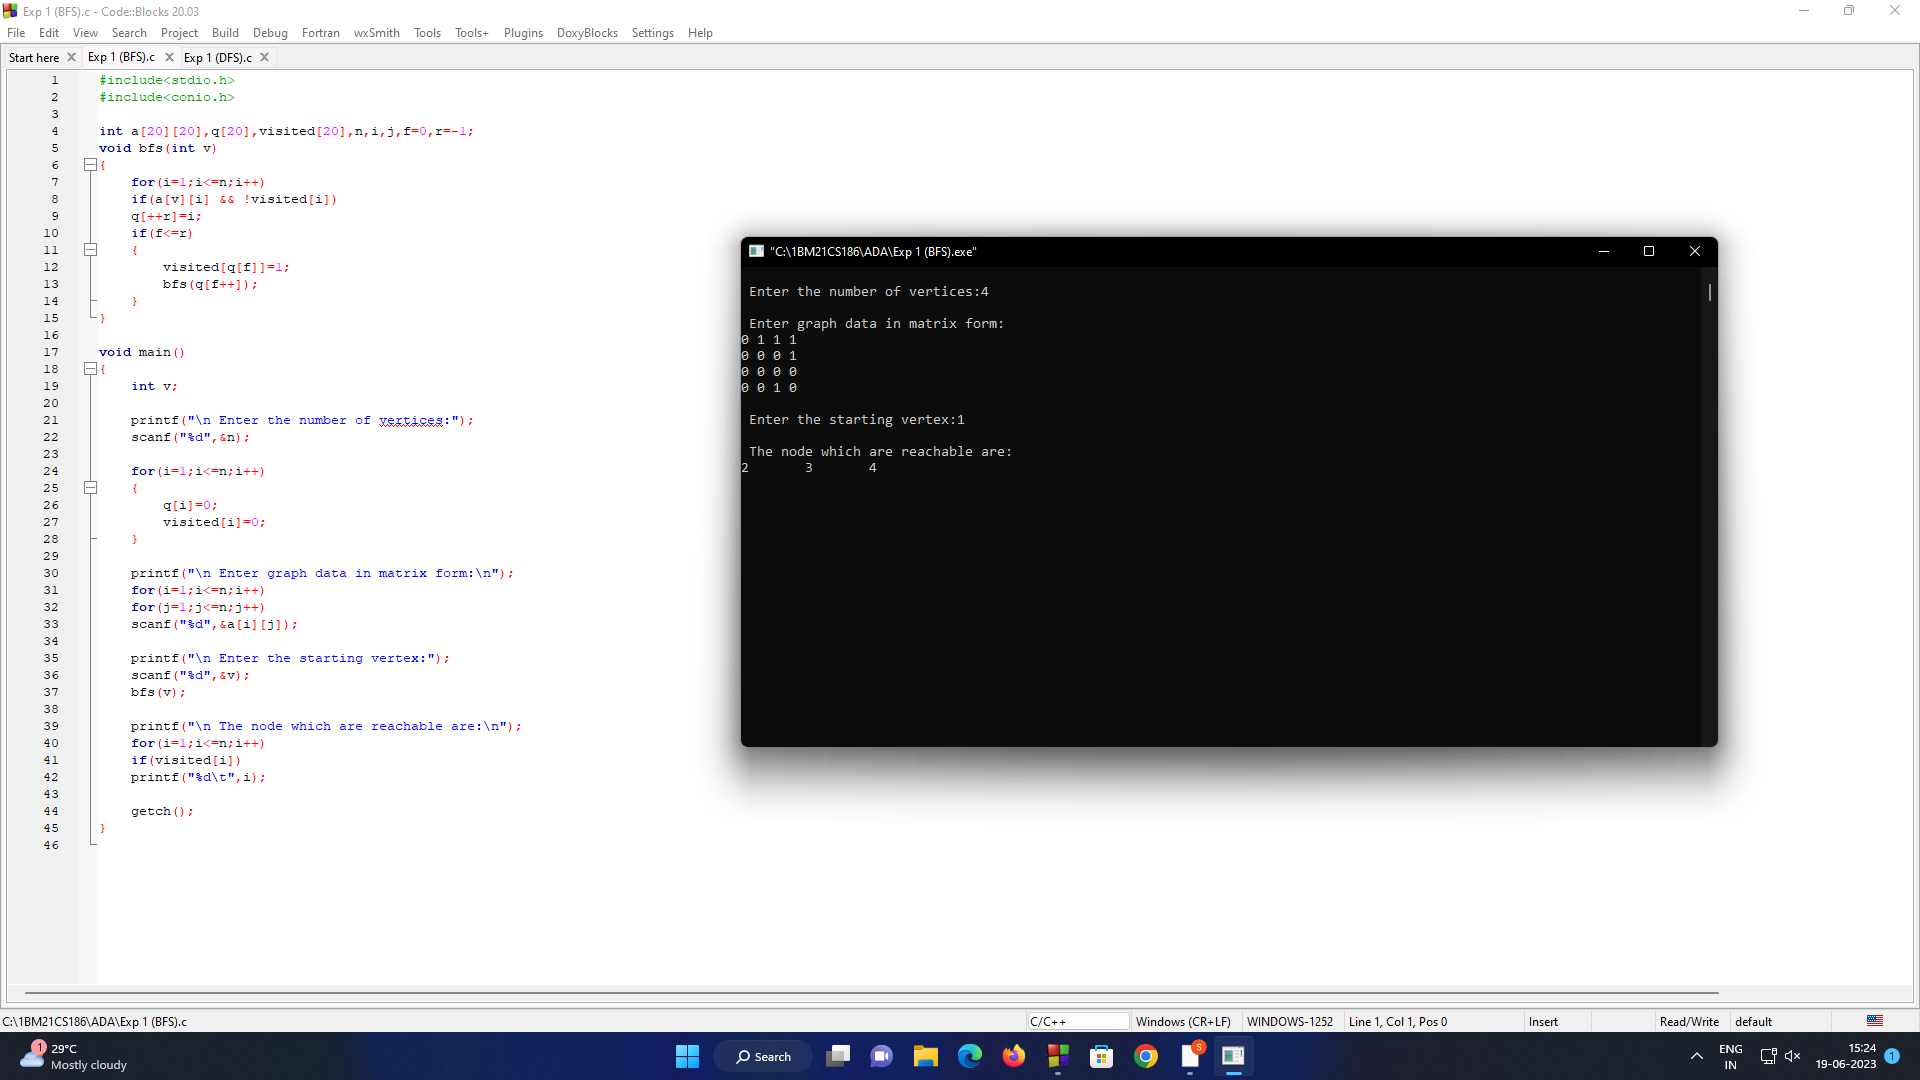 Exp 1 (BFS).c - Code::Blocks 20.03
File Edit View Search Project Build Debug Fortran wxSmith Tools Tools+ Plugins DoxyBlocks Settings Help
Start here Exp 1 (BFS).c Exp 1 (DFS).c
1 #include<stdio.h>
2 #include<conio.h>
3
4 int a[20][20],q[20],visited[20],n,i,j,f=0,r=-1;
5 void bfs(int v)
6 {
7 for(i=1;i<=n;i++)
8 if(a[v][i] && !visited[i])
9 q[++r]=i;
10 if(f<=r)
11 {
12 visited[q[f]]=1;
13 bfs(q[f++]);
14 }
15 }
16
17 void main()
18 {
19 int v;
20
21 printf("\n Enter the number of vertices:");
22 scanf("%d",&n);
23
24 for(i=1;i<=n;i++)
25 {
26 q[i]=0;
27 visited[i]=0;
28 }
29
30 printf("\n Enter graph data in matrix form:\n");
31 for(i=1;i<=n;i++)
32 for(j=1;j<=n;j++)
33 scanf("%d",&a[i][j]);
34
35 printf("\n Enter the starting vertex:");
36 scanf("%d",&v);
37 bfs(v);
38
39 printf("\n The node which are reachable are:\n");
40 for(i=1;i<=n;i++)
41 if(visited[i])
42 printf("%d\t",i);
43
44 getch();
45 }
46
"C:\1BM21CS186\ADA\Exp 1 (BFS).exe"
Enter the number of vertices:4
Enter graph data in matrix form:
0 1 1 1
0 0 0 1
0 0 0 0
0 0 1 0
Enter the starting vertex:1
The node which are reachable are:
2 3 4
C:\1BM21CS186\ADA\Exp 1 (BFS).c C/C++ Windows (CR+LF) WINDOWS-1252 Line 1, Col 1, Pos 0 Insert Read/Write default
1 29°C
Mostly cloudy
Search
S
ENG
IN
15:24
19-06-2023
1